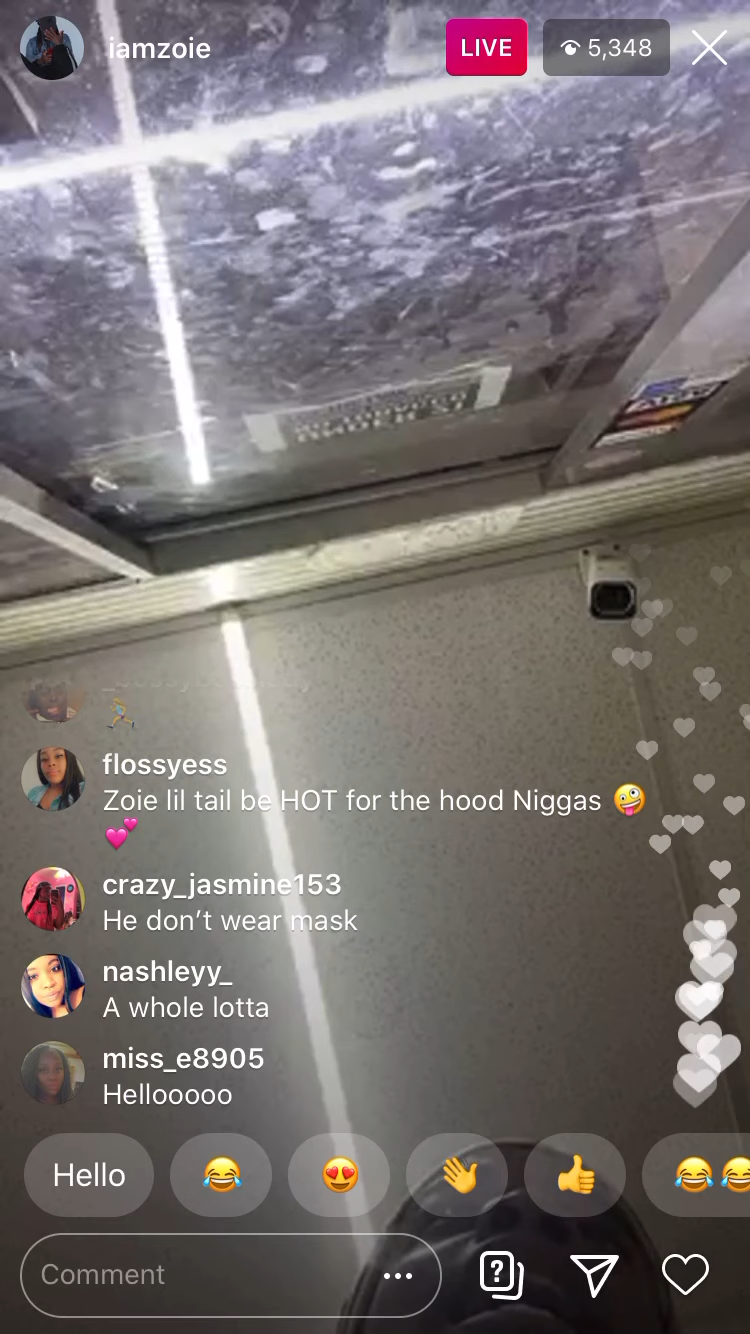 iamzoie
LIVE
5,348
flossyess
Zoie lil tail be HOT for the hood Niggas 🤪
💕
crazy_jasmine153
He don’t wear mask
nashleyy_
A whole lotta
miss_e8905
Hellooooo
Hello
Comment